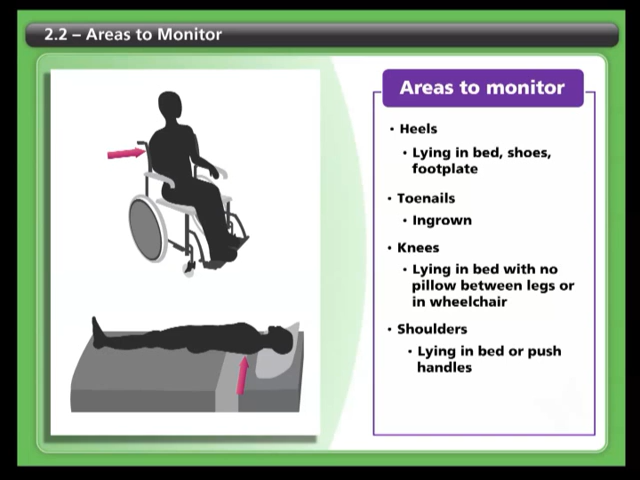 2.2 – Areas to Monitor
Areas to monitor
• Heels
• Lying in bed, shoes,
footplate
• Toenails
• Ingrown
• Knees
• Lying in bed with no
pillow between legs or
in wheelchair
• Shoulders
• Lying in bed or push
handles